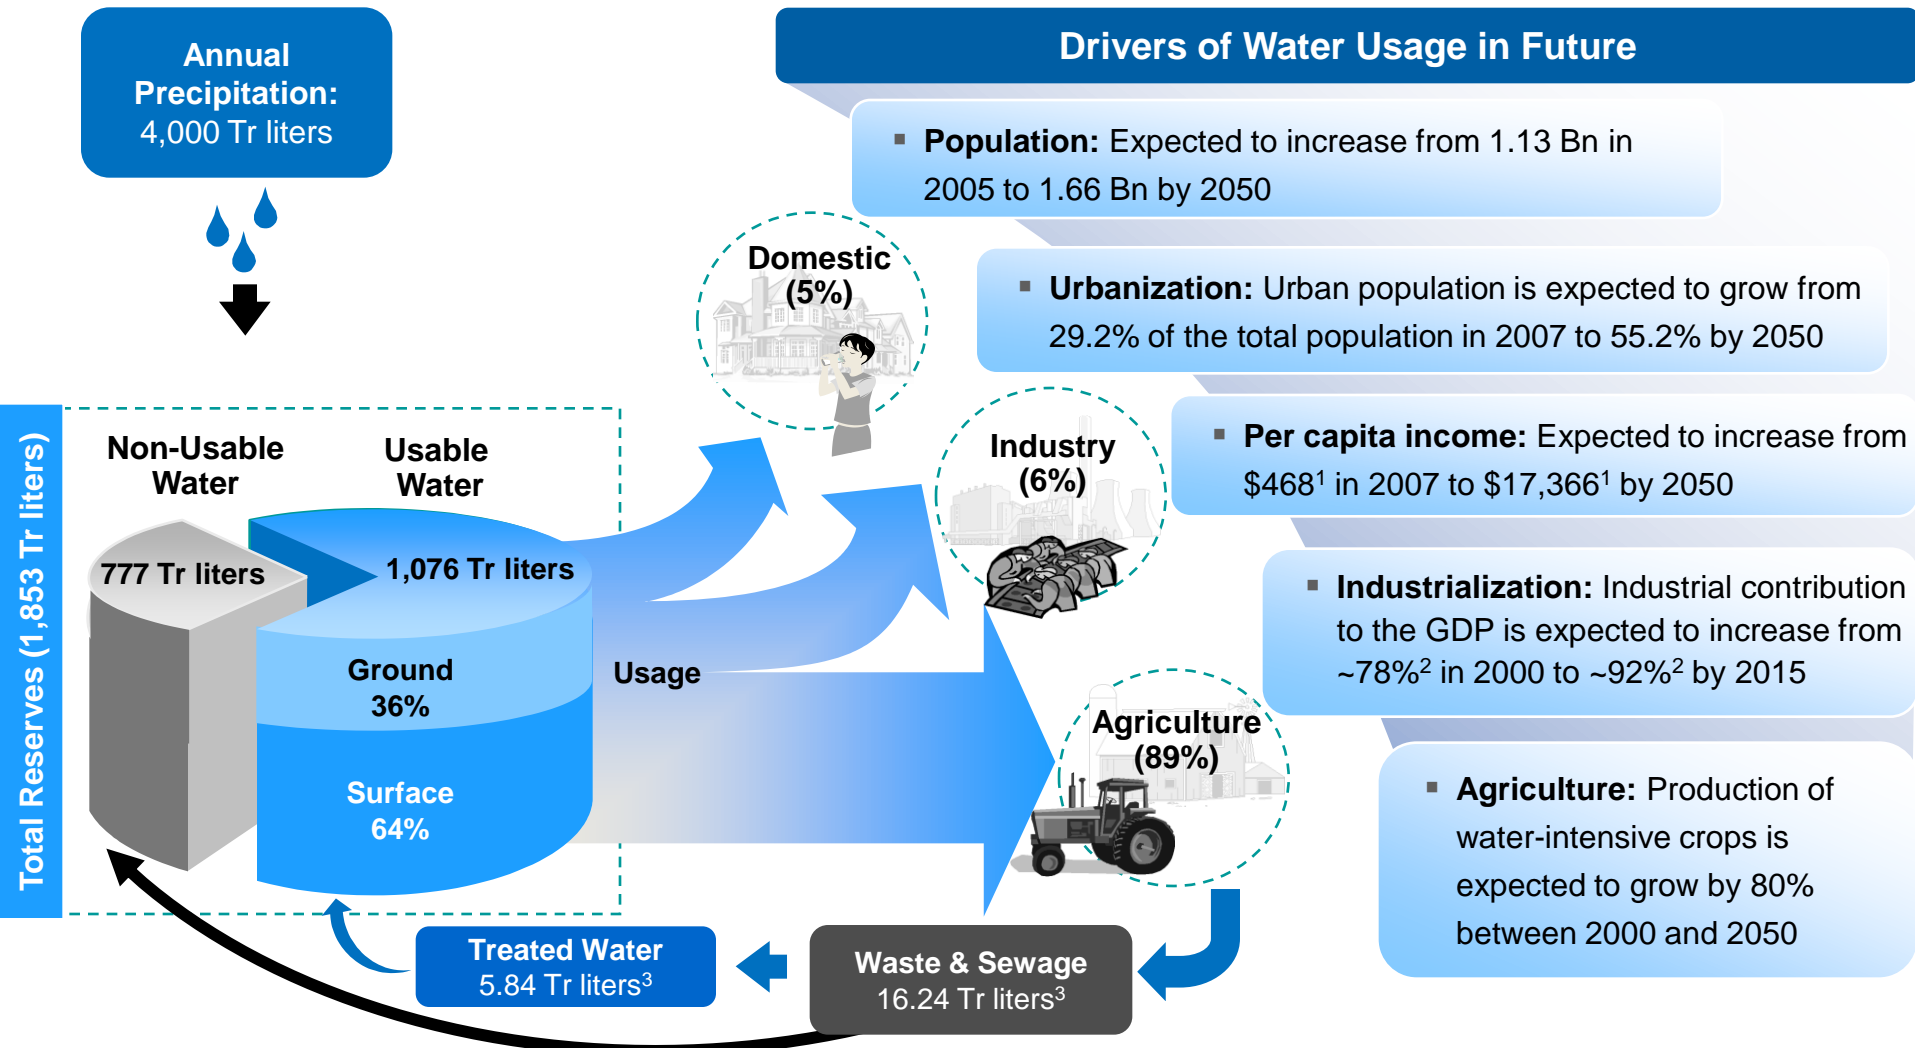 Annual
Precipitation:
4,000 Tr liters
Drivers of Water Usage in Future
▪ Population: Expected to increase from 1.13 Bn in
2005 to 1.66 Bn by 2050
▪ Urbanization: Urban population is expected to grow from
29.2% of the total population in 2007 to 55.2% by 2050
▪ Per capita income: Expected to increase from
$468¹ in 2007 to $17,366¹ by 2050
▪ Industrialization: Industrial contribution
to the GDP is expected to increase from
~78%² in 2000 to ~92%² by 2015
▪ Agriculture: Production of
water-intensive crops is
expected to grow by 80%
between 2000 and 2050
Domestic
(5%)
Industry
(6%)
Agriculture
(89%)
Total Reserves (1,853 Tr liters)
Non-Usable
Water
Usable
Water
777 Tr liters
1,076 Tr liters
Ground
36%
Surface
64%
Usage
Treated Water
5.84 Tr liters³
Waste & Sewage
16.24 Tr liters³